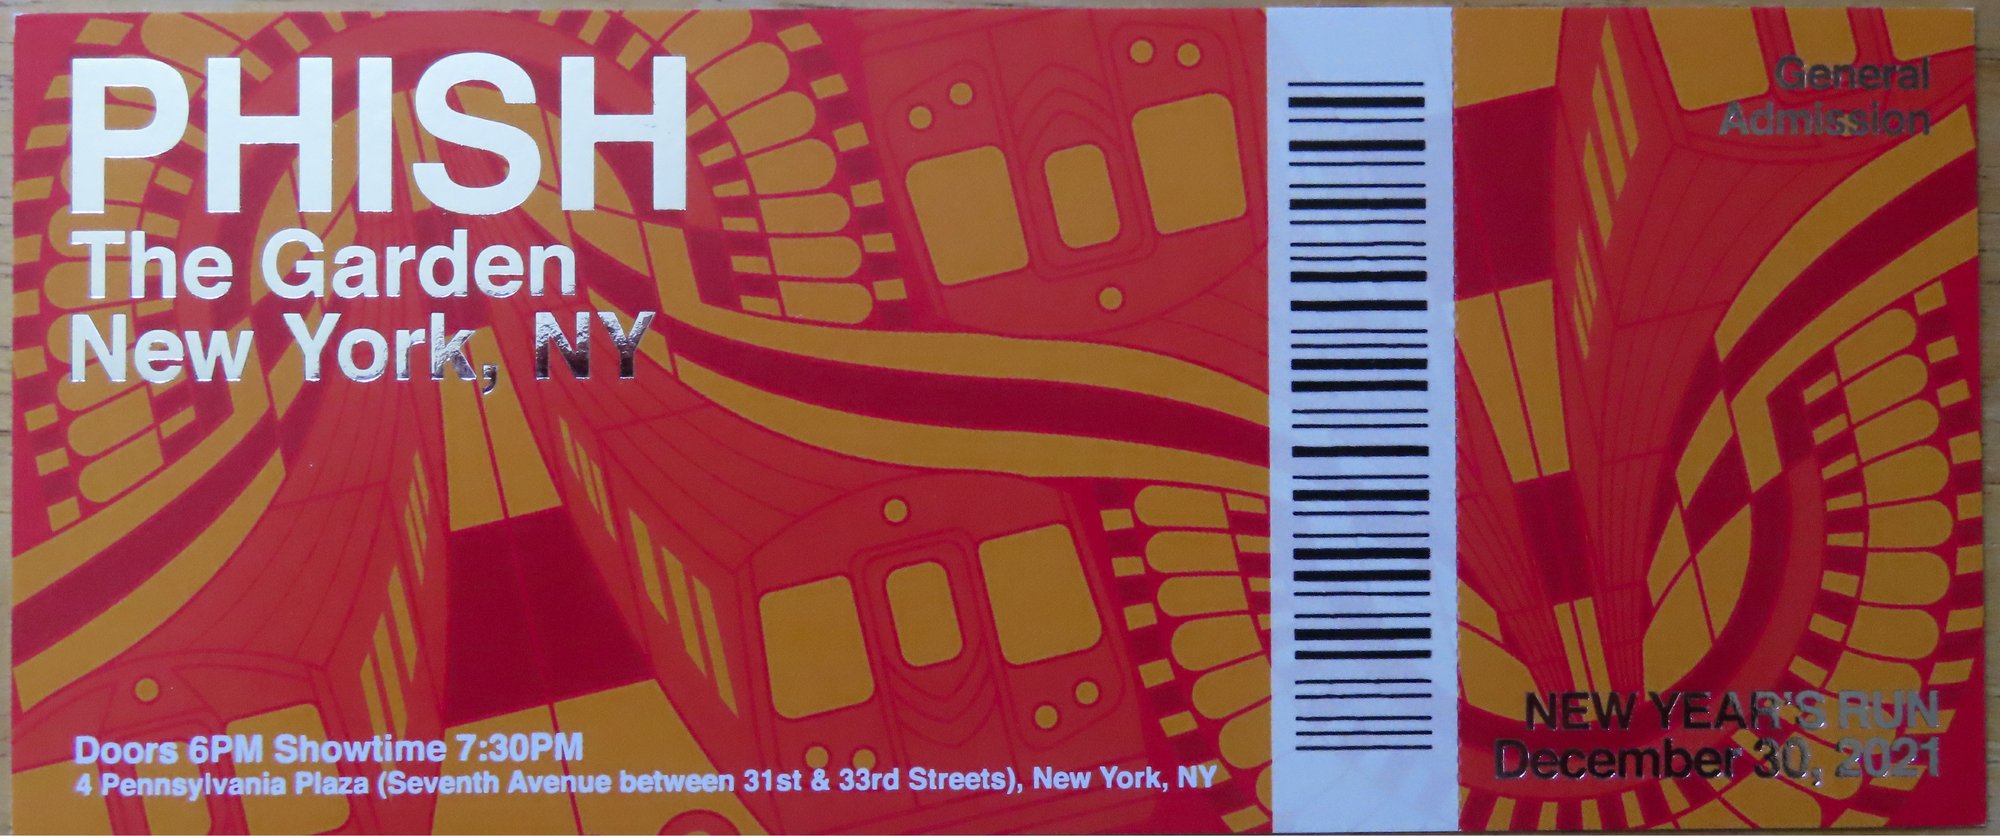 PHISH
The Garden
New York, NY
Doors 6PM Showtime 7:30PM
4 Pennsylvania Plaza (Seventh Avenue between 31st & 33rd Streets), New York, NY
General
Admission
NEW YEAR'S RUN
December 30, 2021